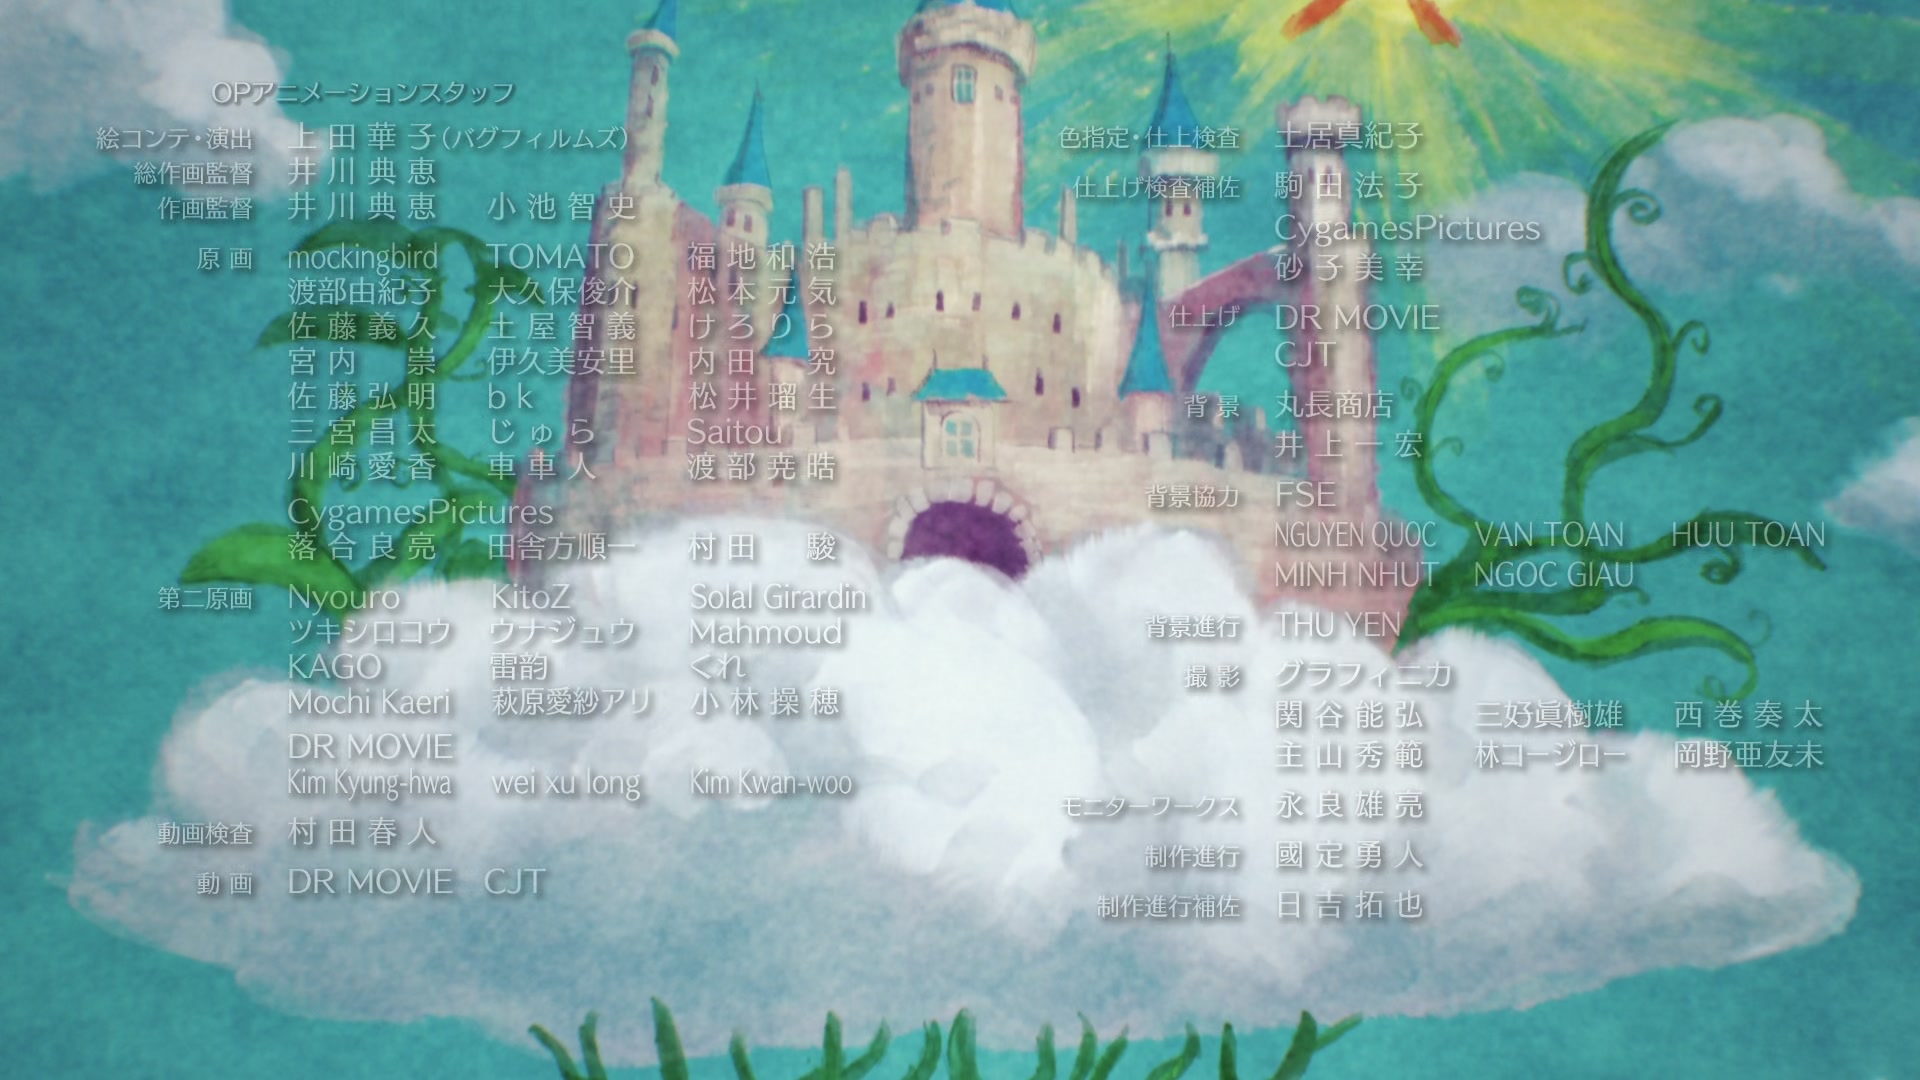 OPアニメーションスタッフ
絵コンテ・演出 上田華子(バグフィルムズ)
総作画監督 井川典恵
作画監督 井川典恵 小池智史
原画 mockingbird TOMATO 福地和浩
渡部由紀子 大久保俊介 松本元気
佐藤義久 土屋智義 けろりら
宮内崇 伊久美安里 内田究
佐藤弘明 bk 松井瑠生
三宮昌太 じゅら Saitou
川崎愛香 車車人 渡部尭晧
CygamesPictures
落合良亮 田舎方順一 村田駿
第二原画 Nyouro KitoZ Solal Girardin
ツキシロコウ ウナジュウ Mahmoud
KAGO 雷韵 くれ
Mochi Kaeri 萩原愛紗アリ 小林操穂
DR MOVIE
Kim Kyung-hwa wei xu long Kim Kwan-woo
動画検査 村田春人
動画 DR MOVIE CJT
色指定・仕上検査 土居真紀子
仕上げ検査補佐 駒田法子
CygamesPictures
砂子美幸
仕上げ DR MOVIE
CJT
背景 丸長商店
井上一宏
背景協力 FSE
NGUYEN QUOC VAN TOAN HUU TOAN
MINH NHUT NGOC GIAU
背景進行 THU YEN
撮影 グラフィニカ
関谷能弘 三好眞樹雄 西巻奏太
主山秀範 林コージロー 岡野亜友未
モニターワークス 永良雄亮
制作進行 國定勇人
制作進行補佐 日吉拓也